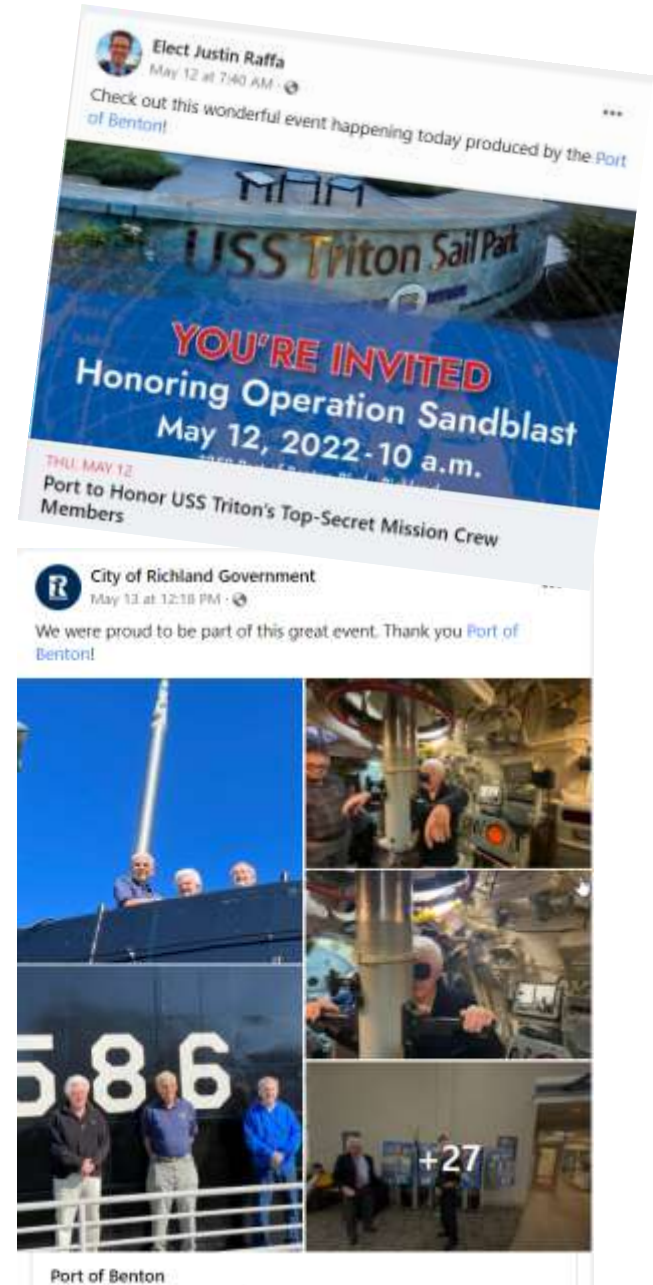 Elect Justin Raffa
May 12 at 7:40 AM ·
Check out this wonderful event happening today produced by the Port
of Benton!
USS Triton Sail Park
YOU'RE INVITED
Honoring Operation Sandblast
May 12, 2022-10 a.m.
THU, MAY 12
Port to Honor USS Triton's Top-Secret Mission Crew
Members
City of Richland Government
May 13 at 12:18 PM ·
We were proud to be part of this great event. Thank you Port of
Benton!
586
+27
Port of Benton